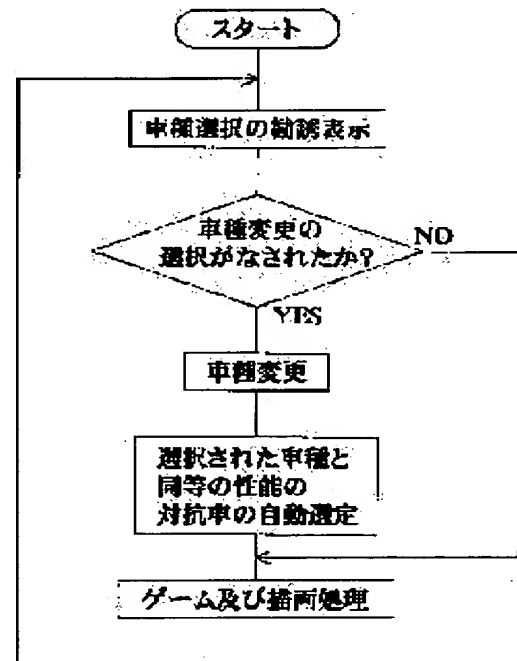 スタート
車種選択の勧誘表示
車種変更の
選択がなされたか?
NO
YES
車種変更
選択された車種と
同等の性能の
対抗車の自動選定
ゲーム及び描画処理